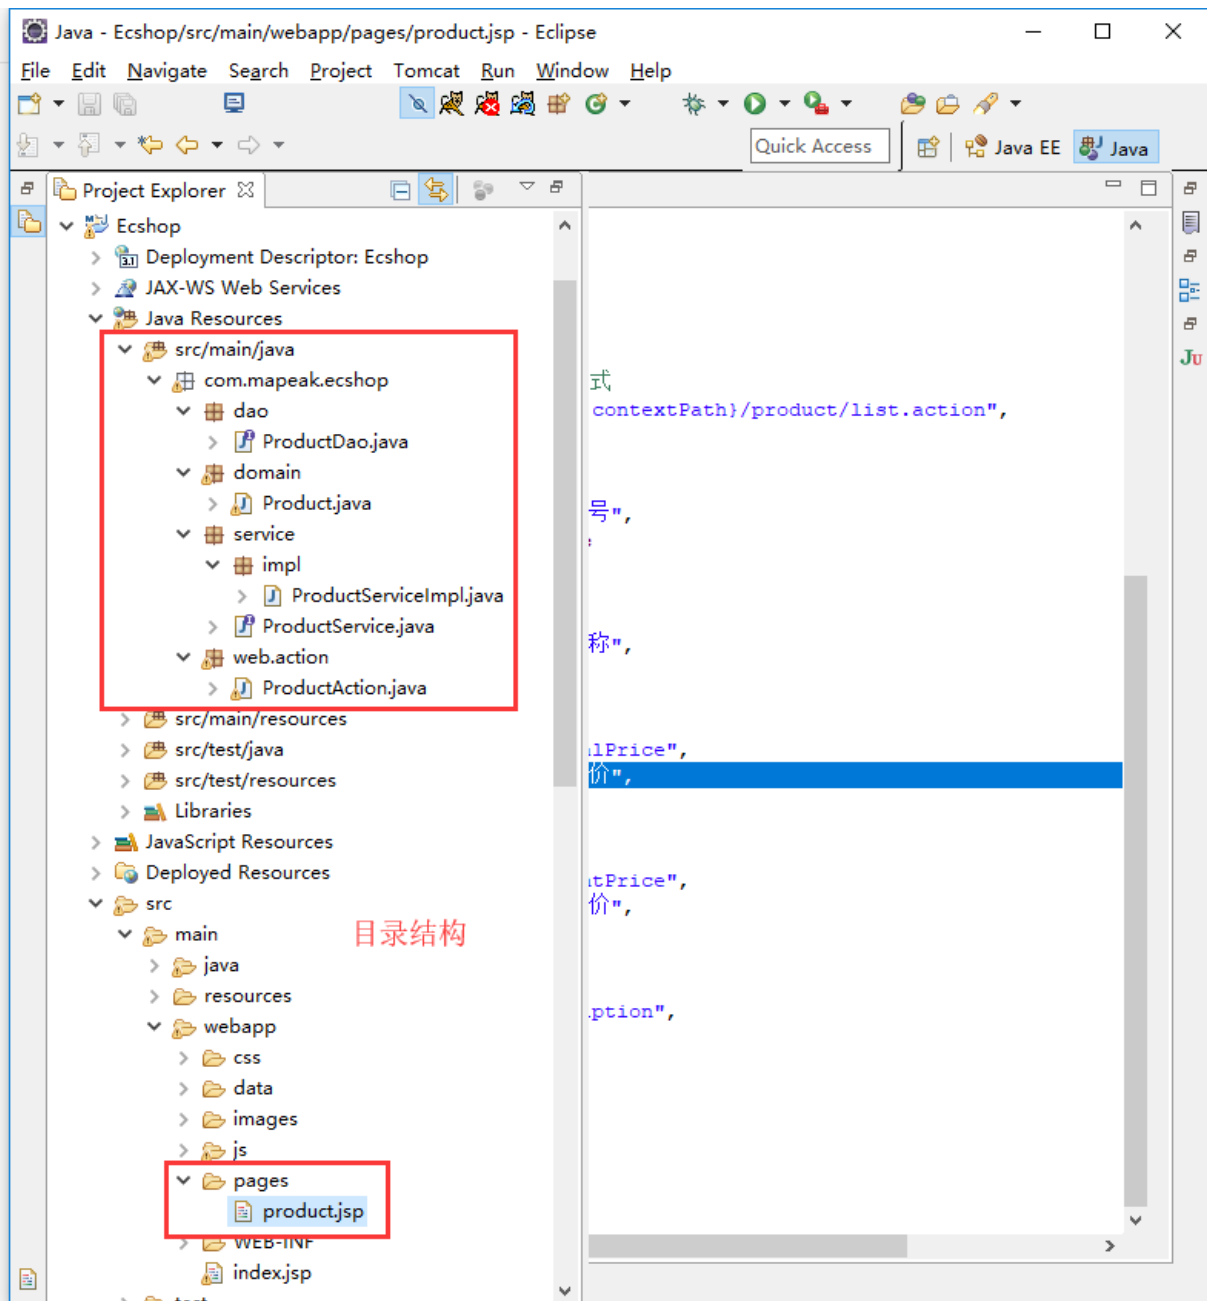 Java - Ecshop/src/main/webapp/pages/product.jsp - Eclipse
File Edit Navigate Search Project Tomcat Run Window Help
Quick Access Java EE Java
Project Explorer
Ecshop
Deployment Descriptor: Ecshop
JAX-WS Web Services
Java Resources
src/main/java
com.mapeak.ecshop
式
dao
contextPath}/product/list.action",
ProductDao.java
domain
Product.java
号",
service
impl
ProductServiceImpl.java
ProductService.java
称",
web.action
ProductAction.java
src/main/resources
src/test/java
alPrice",
src/test/resources
价",
Libraries
JavaScript Resources
Deployed Resources
ntPrice",
src
价",
main
目录结构
java
resources
iption",
webapp
css
data
images
js
pages
product.jsp
WEB-INF
index.jsp